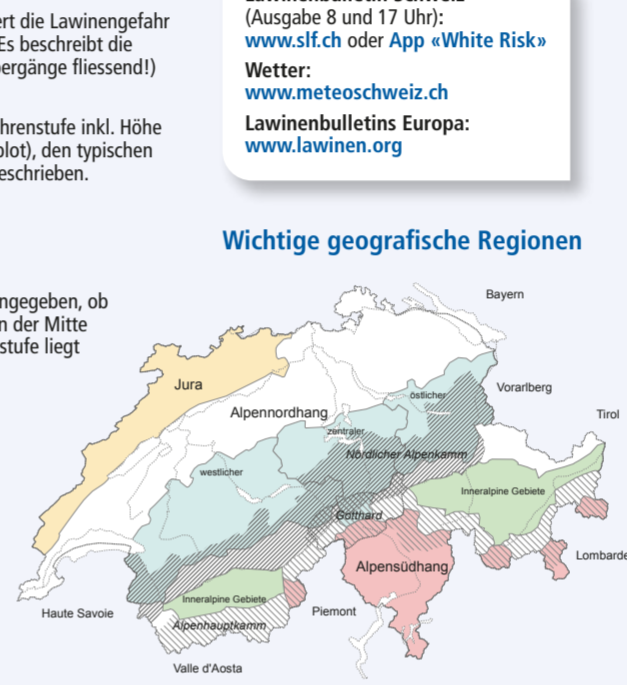 ert die Lawinengefahr
Es beschreibt die
ergänge fliessend!)
hrenstufe inkl. Höhe
plot), den typischen
eschrieben.
ngegeben, ob
n der Mitte
stufe liegt
(Ausgabe 8 und 17 Uhr):
www.slf.ch oder App «White Risk»
Wetter:
www.meteoschweiz.ch
Lawinenbulletins Europa:
www.lawinen.org
Wichtige geografische Regionen
Bayern
Jura
Vorarlberg
östlicher
Alpennordhang
Tirol
zentraler
Nördlicher Alpenkamm
westlicher
Inneralpine Gebiete
Gotthard
Lombarde
Alpensüdhang
Inneralpine Gebiete
Haute Savoie
Piemont
Alpenhauptkamm
Valle d'Aosta